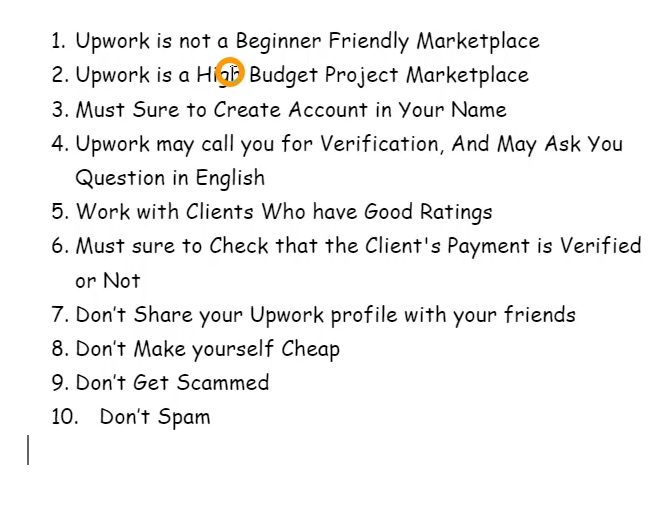 1. Upwork is not a Beginner Friendly Marketplace
2. Upwork is a High Budget Project Marketplace
3. Must Sure to Create Account in Your Name
4. Upwork may call you for Verification, And May Ask You
Question in English
5. Work with Clients Who have Good Ratings
6. Must sure to Check that the Client's Payment is Verified
or Not
7. Don't Share your Upwork profile with your friends
8. Don't Make yourself Cheap
9. Don't Get Scammed
10. Don't Spam